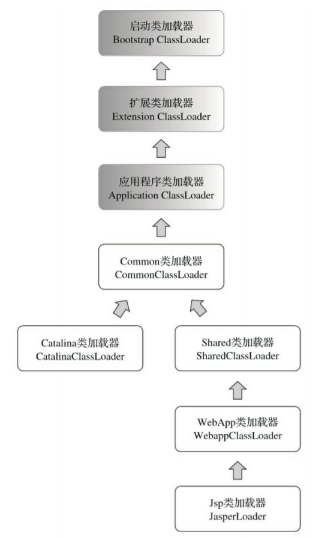 启动类加载器
Bootstrap ClassLoader
扩展类加载器
Extension ClassLoader
应用程序类加载器
Application ClassLoader
Common类加载器
CommonClassLoader
Catalina类加载器
CatalinaClassLoader
Shared类加载器
SharedClassLoader
WebApp类加载器
WebappClassLoader
Jsp类加载器
JasperLoader